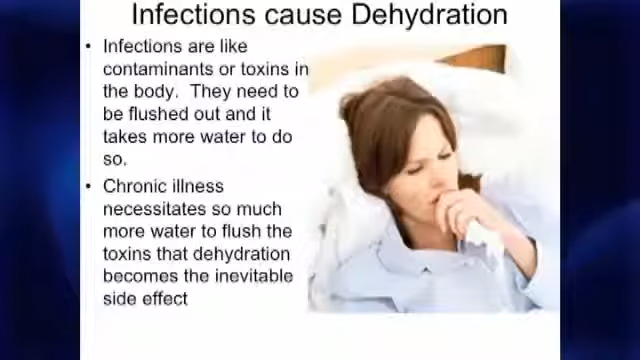 Infections cause Dehydration
• Infections are like
contaminants or toxins in
the body. They need to
be flushed out and it
takes more water to do
so.
• Chronic illness
necessitates so much
more water to flush the
toxins that dehydration
becomes the inevitable
side effect